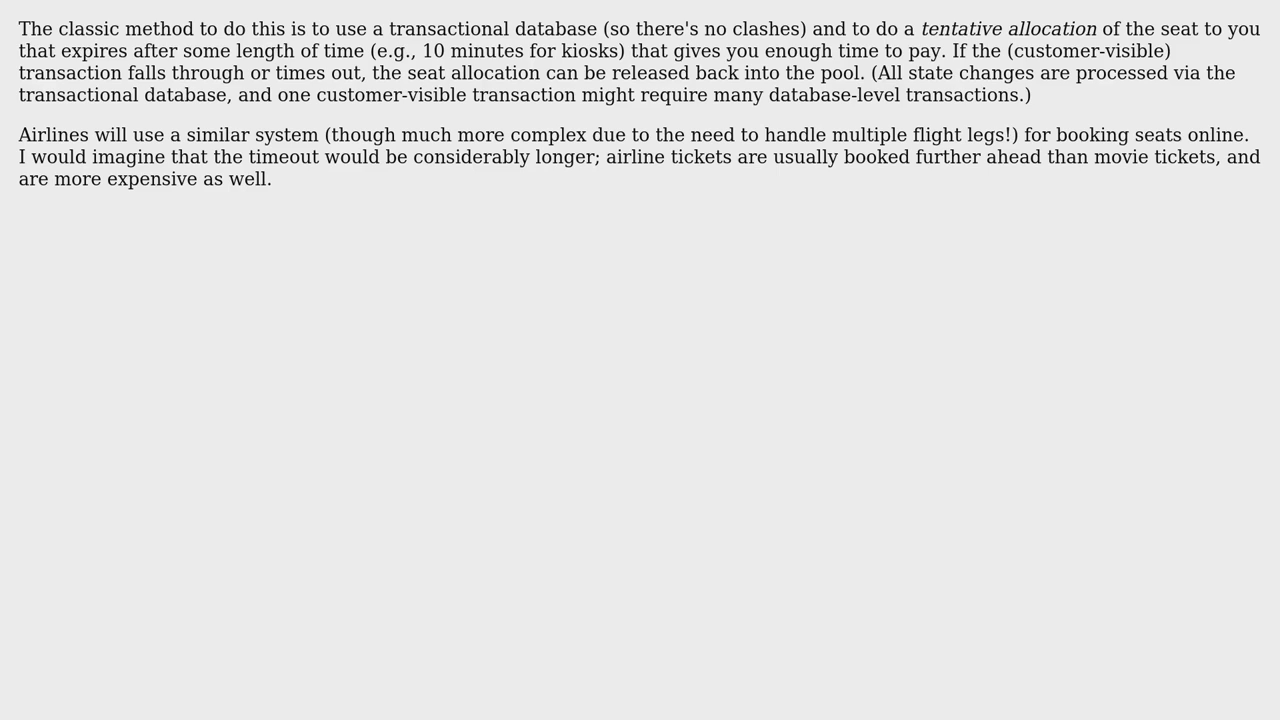 The classic method to do this is to use a transactional database (so there's no clashes) and to do a tentative allocation of the seat to you
that expires after some length of time (e.g., 10 minutes for kiosks) that gives you enough time to pay. If the (customer-visible)
transaction falls through or times out, the seat allocation can be released back into the pool. (All state changes are processed via the
transactional database, and one customer-visible transaction might require many database-level transactions.)
Airlines will use a similar system (though much more complex due to the need to handle multiple flight legs!) for booking seats online.
I would imagine that the timeout would be considerably longer; airline tickets are usually booked further ahead than movie tickets, and
are more expensive as well.